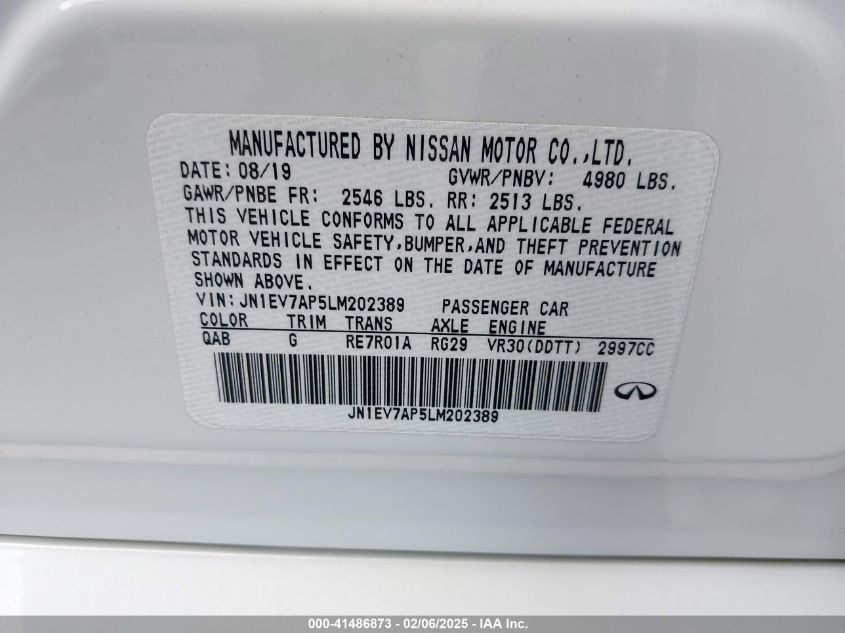 MANUFACTURED BY NISSAN MOTOR CO.,LTD.
DATE: 08/19 GVWR/PNBV: 4980 LBS.
GAWR/PNBE FR: 2546 LBS. RR: 2513 LBS.
THIS VEHICLE CONFORMS TO ALL APPLICABLE FEDERAL
MOTOR VEHICLE SAFETY,BUMPER,AND THEFT PREVENTION
STANDARDS IN EFFECT ON THE DATE OF MANUFACTURE
SHOWN ABOVE.
VIN:JN1EV7AP5LM202389 PASSENGER CAR
COLOR TRIM TRANS AXLE ENGINE
QAB G RE7R01A RG29 VR30(DDTT) 2997CC
JN1EV7AP5LM202389
000-41486873 - 02/06/2025 - IAA Inc.